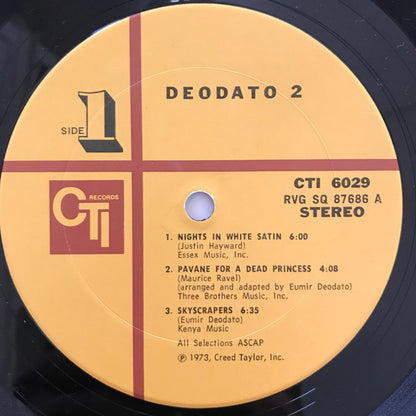 DEODATO 2
SIDE 1
CTI RECORDS
CTI 6029
RVG SQ 87686 A
STEREO
1. NIGHTS IN WHITE SATIN 6:00
(Justin Hayward)
Essex Music, Inc.
2. PAVANE FOR A DEAD PRINCESS 4:08
(Maurice Ravel)
(arranged and adapted by Eumir Deodato)
Three Brothers Music, Inc.
3. SKYSCRAPERS 6:35
(Eumir Deodato)
Kenya Music
All Selections ASCAP
℗ 1973, Creed Taylor, Inc.